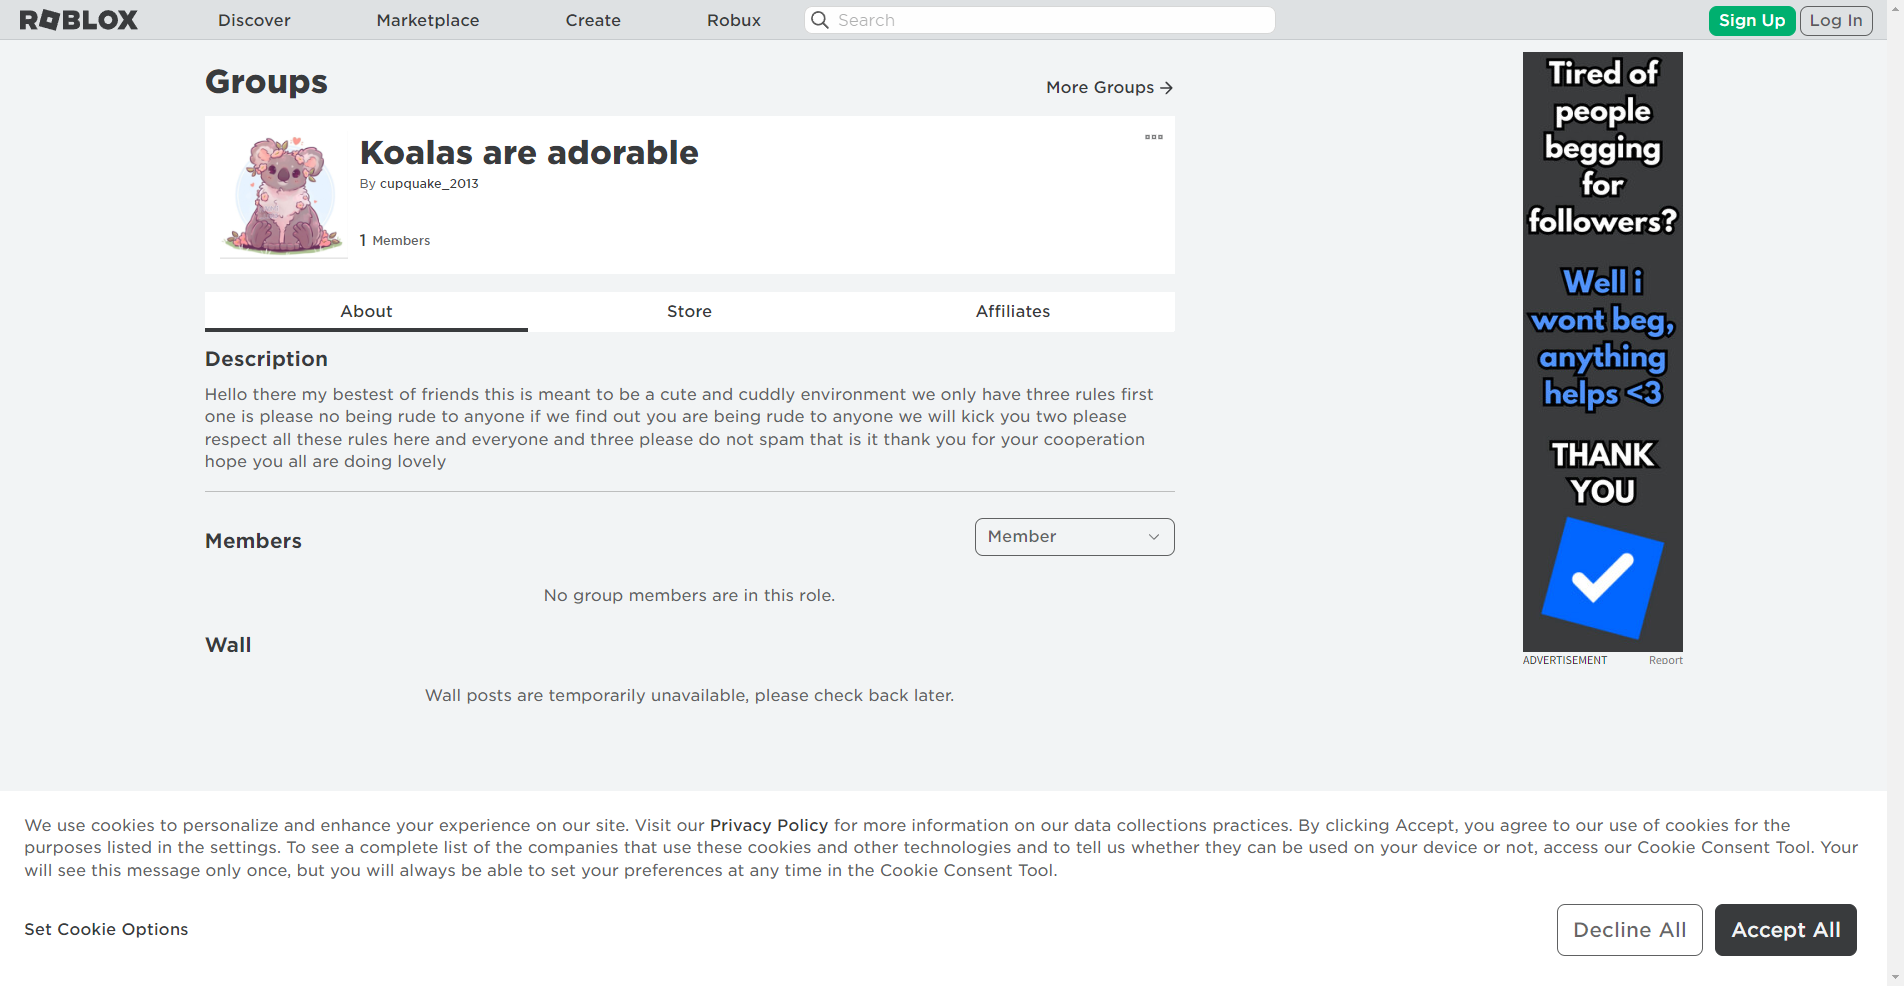 ROBLOX
Discover
Marketplace
Create
Robux
Search
Sign Up
Log In
Groups
More Groups
Koalas are adorable
By cupquake_2013
1 Members
About
Store
Affiliates
Description
Hello there my bestest of friends this is meant to be a cute and cuddly environment we only have three rules first
one is please no being rude to anyone if we find out you are being rude to anyone we will kick you two please
respect all these rules here and everyone and three please do not spam that is it thank you for your cooperation
hope you all are doing lovely
Members
Member
No group members are in this role.
Wall
Wall posts are temporarily unavailable, please check back later.
Tired of
people
begging
for
followers?
Well i
wont beg,
anything
helps <3
THANK
YOU
ADVERTISEMENT
Report
We use cookies to personalize and enhance your experience on our site. Visit our Privacy Policy for more information on our data collections practices. By clicking Accept, you agree to our use of cookies for the
purposes listed in the settings. To see a complete list of the companies that use these cookies and other technologies and to tell us whether they can be used on your device or not, access our Cookie Consent Tool. Your
will see this message only once, but you will always be able to set your preferences at any time in the Cookie Consent Tool.
Set Cookie Options
Decline All
Accept All